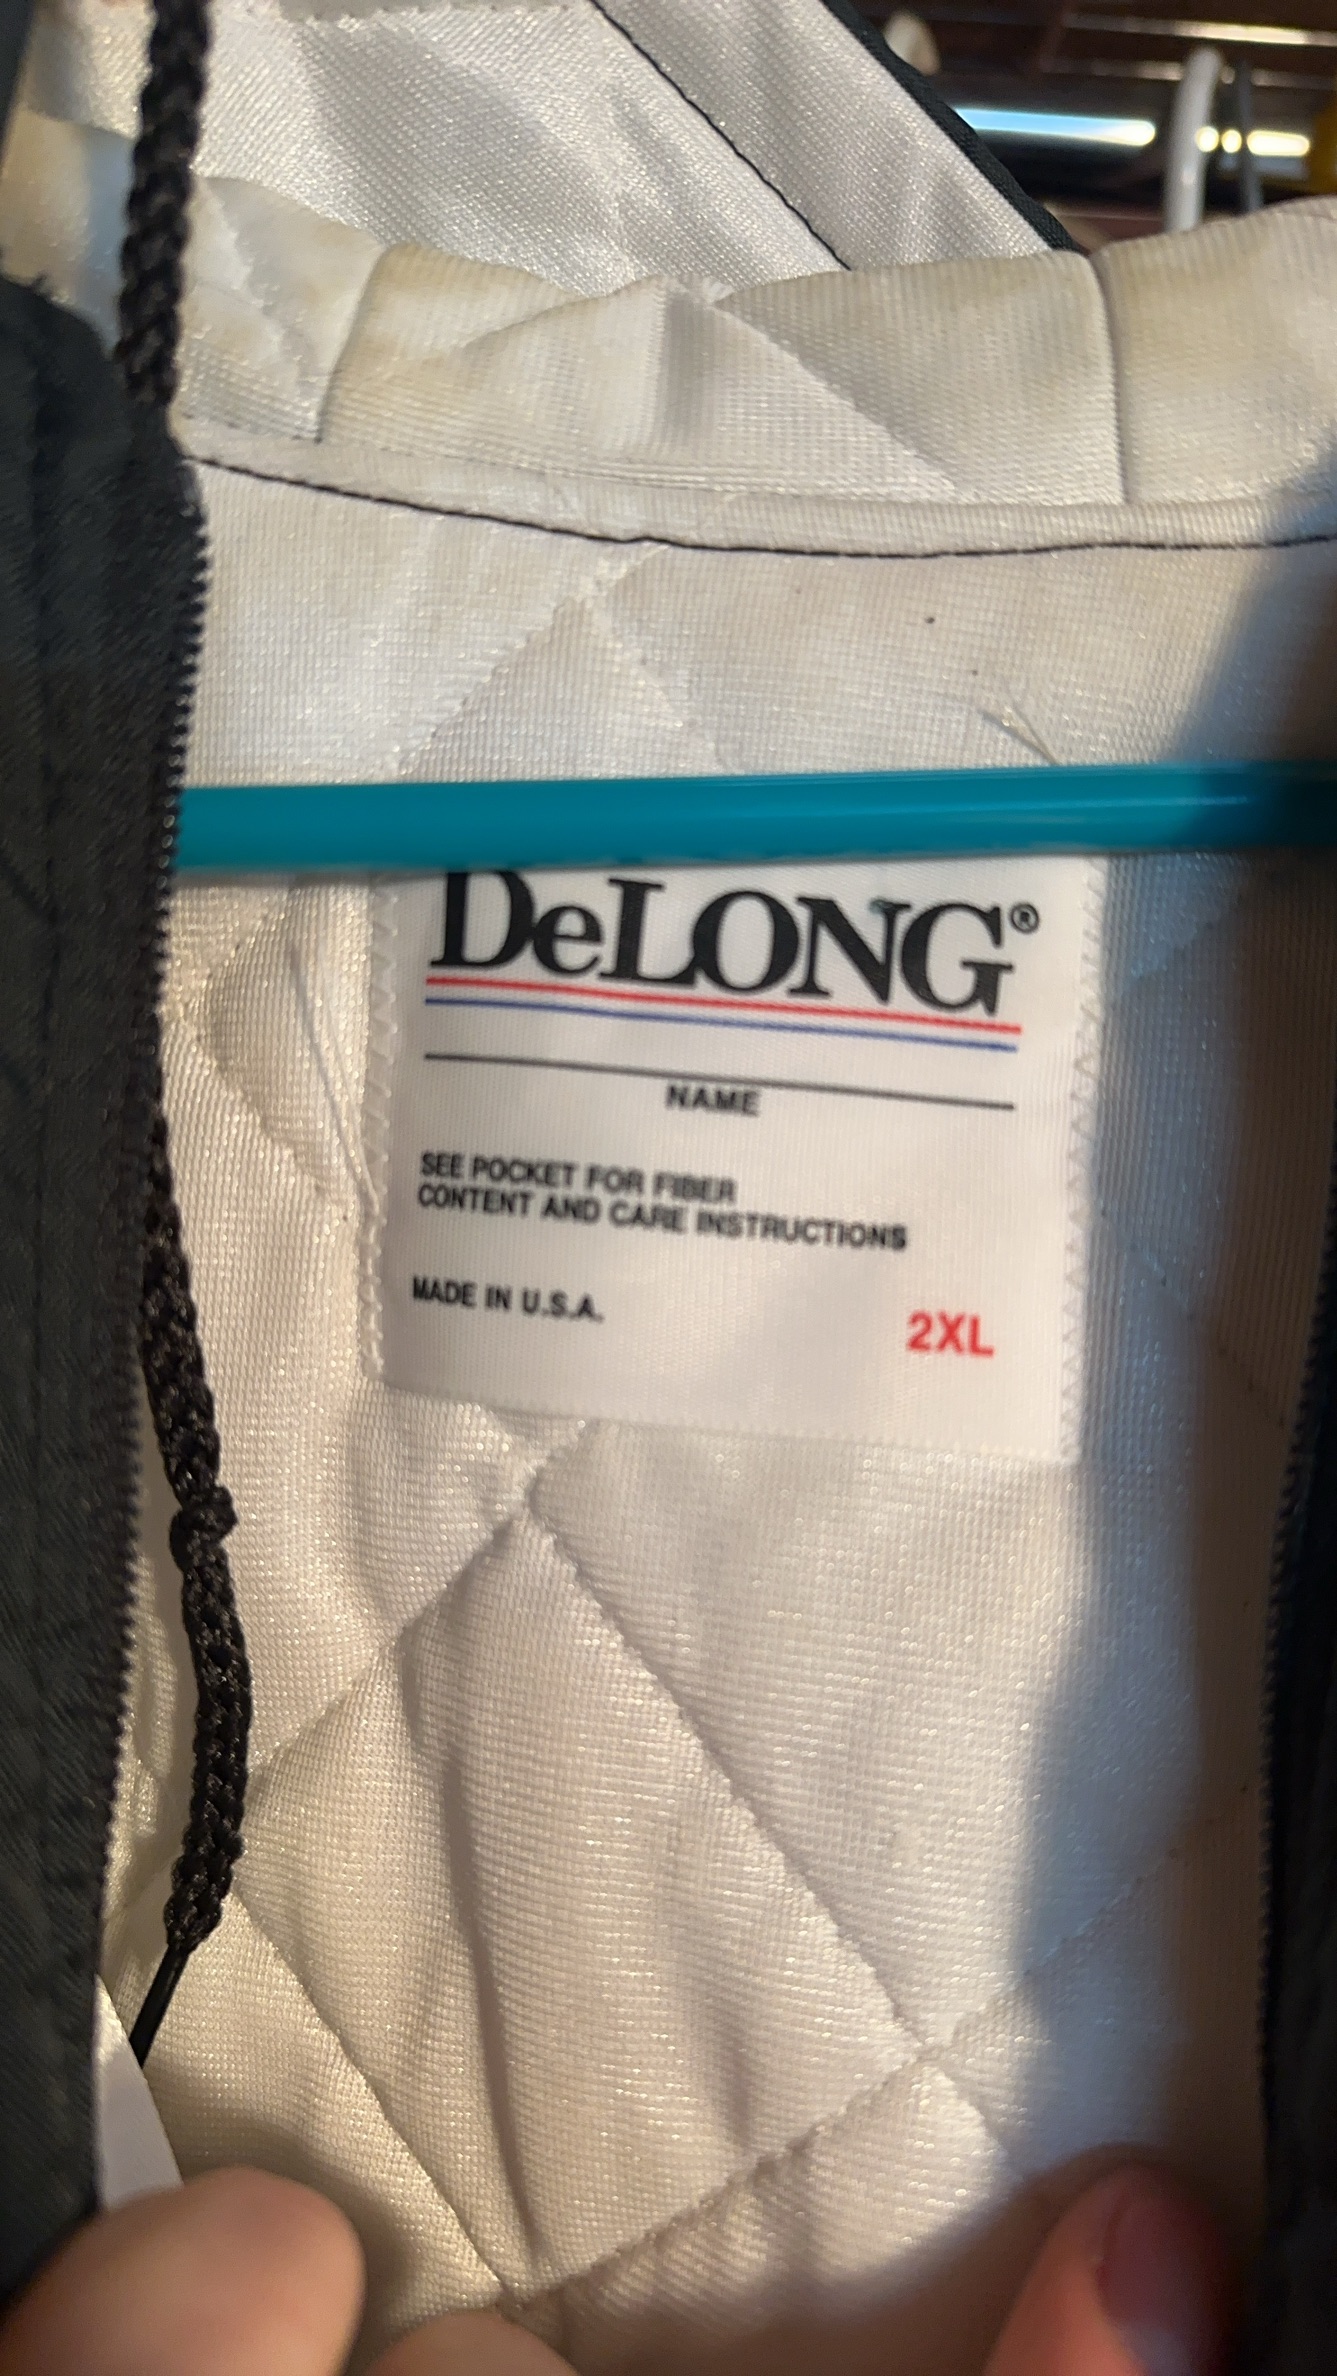 DeLONG®
NAME
SEE POCKET FOR FIBER
CONTENT AND CARE INSTRUCTIONS
MADE IN U.S.A.
2XL